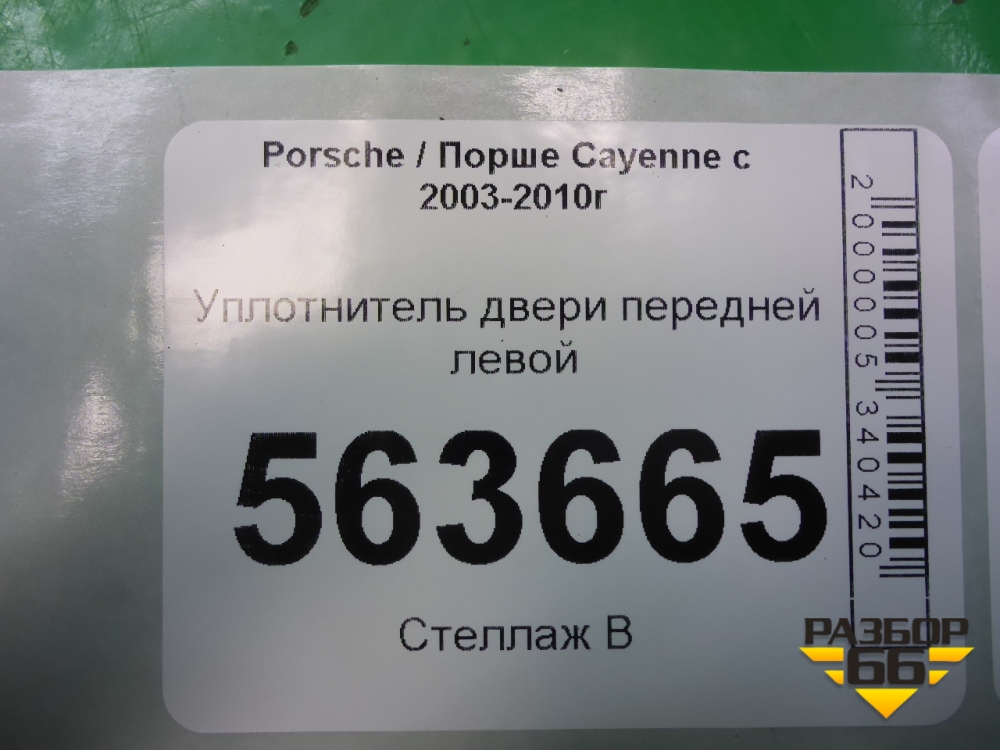 Porsche / Порше Cayenne с
2003-2010г
Уплотнитель двери передней
левой
563665
Стеллаж В
2000005340420
РАЗБОР
66